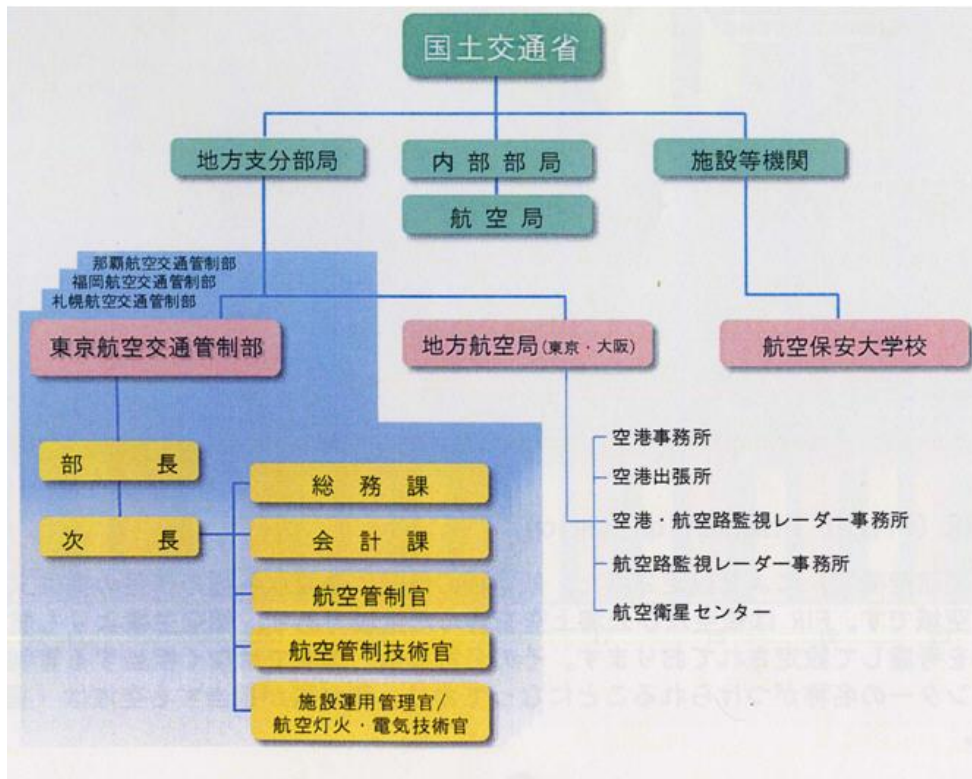 国土交通省
地方支分部局
内部部局
施設等機関
航空局
那覇航空交通管制部
福岡航空交通管制部
札幌航空交通管制部
東京航空交通管制部
地方航空局(東京・大阪)
航空保安大学校
部長
次長
総務課
会計課
航空管制官
航空管制技術官
施設運用管理官/
航空灯火・電気技術官
空港事務所
空港出張所
空港・航空路監視レーダー事務所
航空路監視レーダー事務所
航空衛星センター